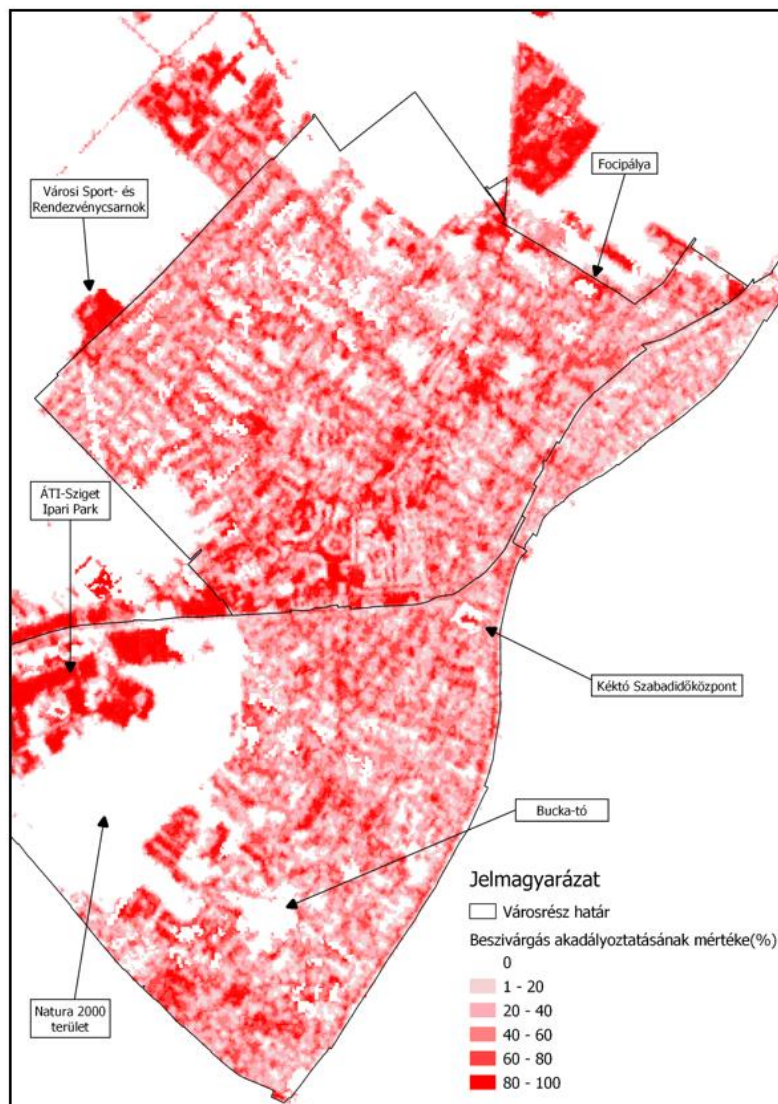 Focipálya
Városi Sport- és
Rendezvénycsarnok
ÁTI-Sziget
Ipari Park
Kéktó Szabadidőközpont
Bucka-tó
Natura 2000
terület
Jelmagyarázat
Városrész határ
Beszivárgás akadályoztatásának mértéke(%)
0
1 - 20
20 - 40
40 - 60
60 - 80
80 - 100